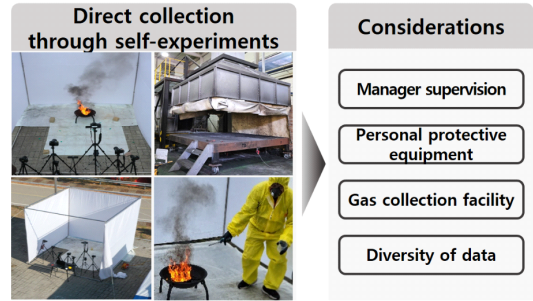 Direct collection
through self-experiments
Considerations
Manager supervision
Personal protective
equipment
Gas collection facility
Diversity of data